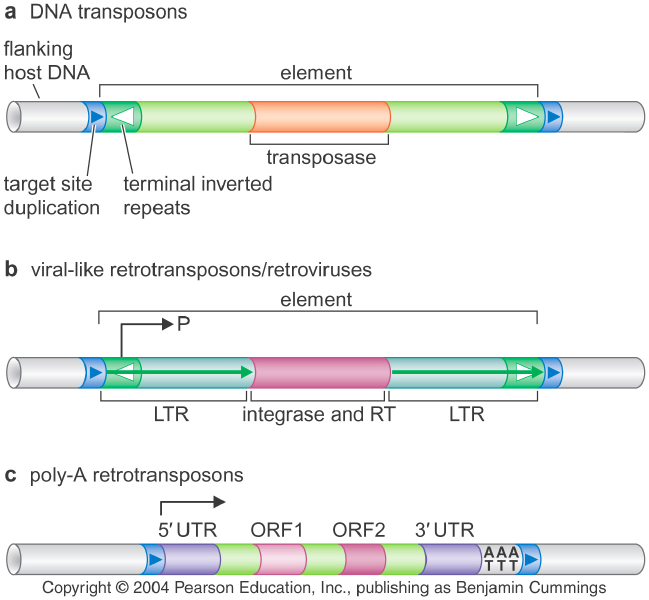 a DNA transposons
flanking
host DNA
element
transposase
target site
duplication
terminal inverted
repeats
b viral-like retrotransposons/retroviruses
element
P
LTR
integrase and RT
LTR
c poly-A retrotransposons
5′ UTR
ORF1
ORF2
3′ UTR
AAA
TTT
Copyright © 2004 Pearson Education, Inc., publishing as Benjamin Cummings